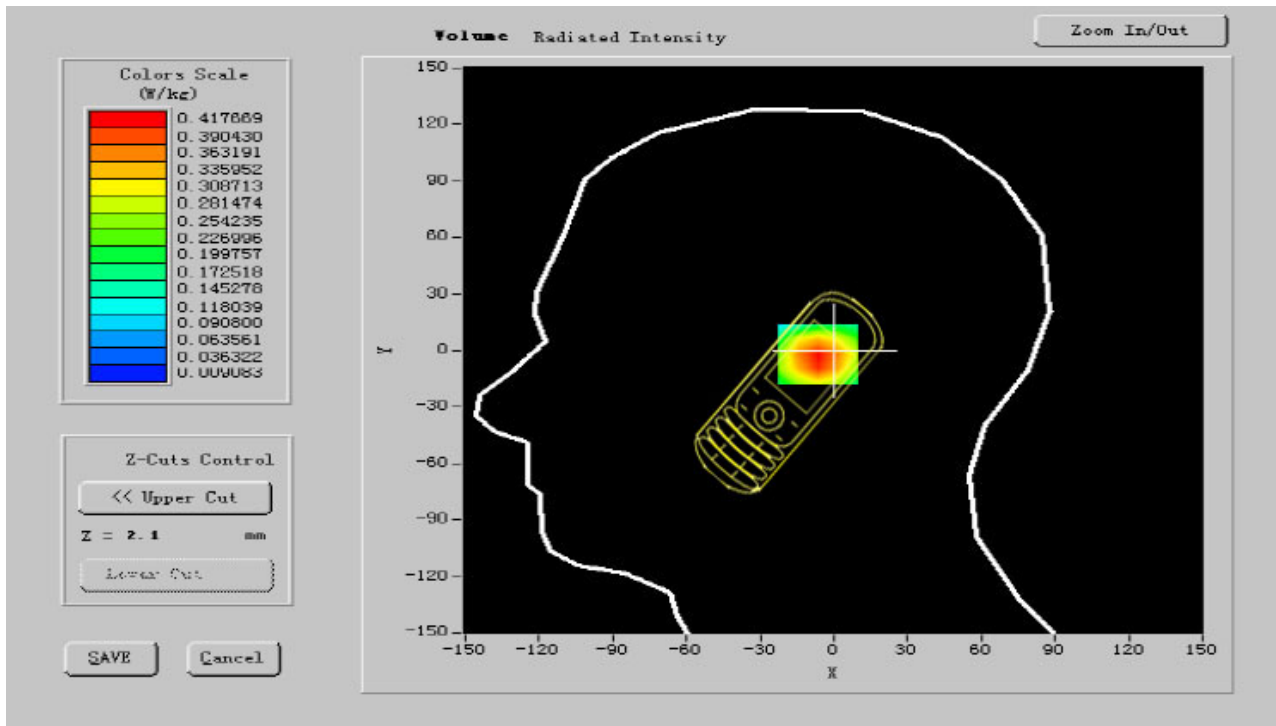 Volume Radiated Intensity
Zoom In/Out
Colors Scale
(W/kg)
0.417669
0.390430
0.363191
0.335952
0.308713
0.281474
0.254235
0.226996
0.199757
0.172518
0.145278
0.118039
0.090800
0.063561
0.036322
0.009083
Z-Cuts Control
<< Upper Cut
Z = 2.1 mm
Lower Cut
SAVE
Cancel
150
120
90
60
30
0
-30
-60
-90
-120
-150
Y
-150 -120 -90 -60 -30 0 30 60 90 120 150
X